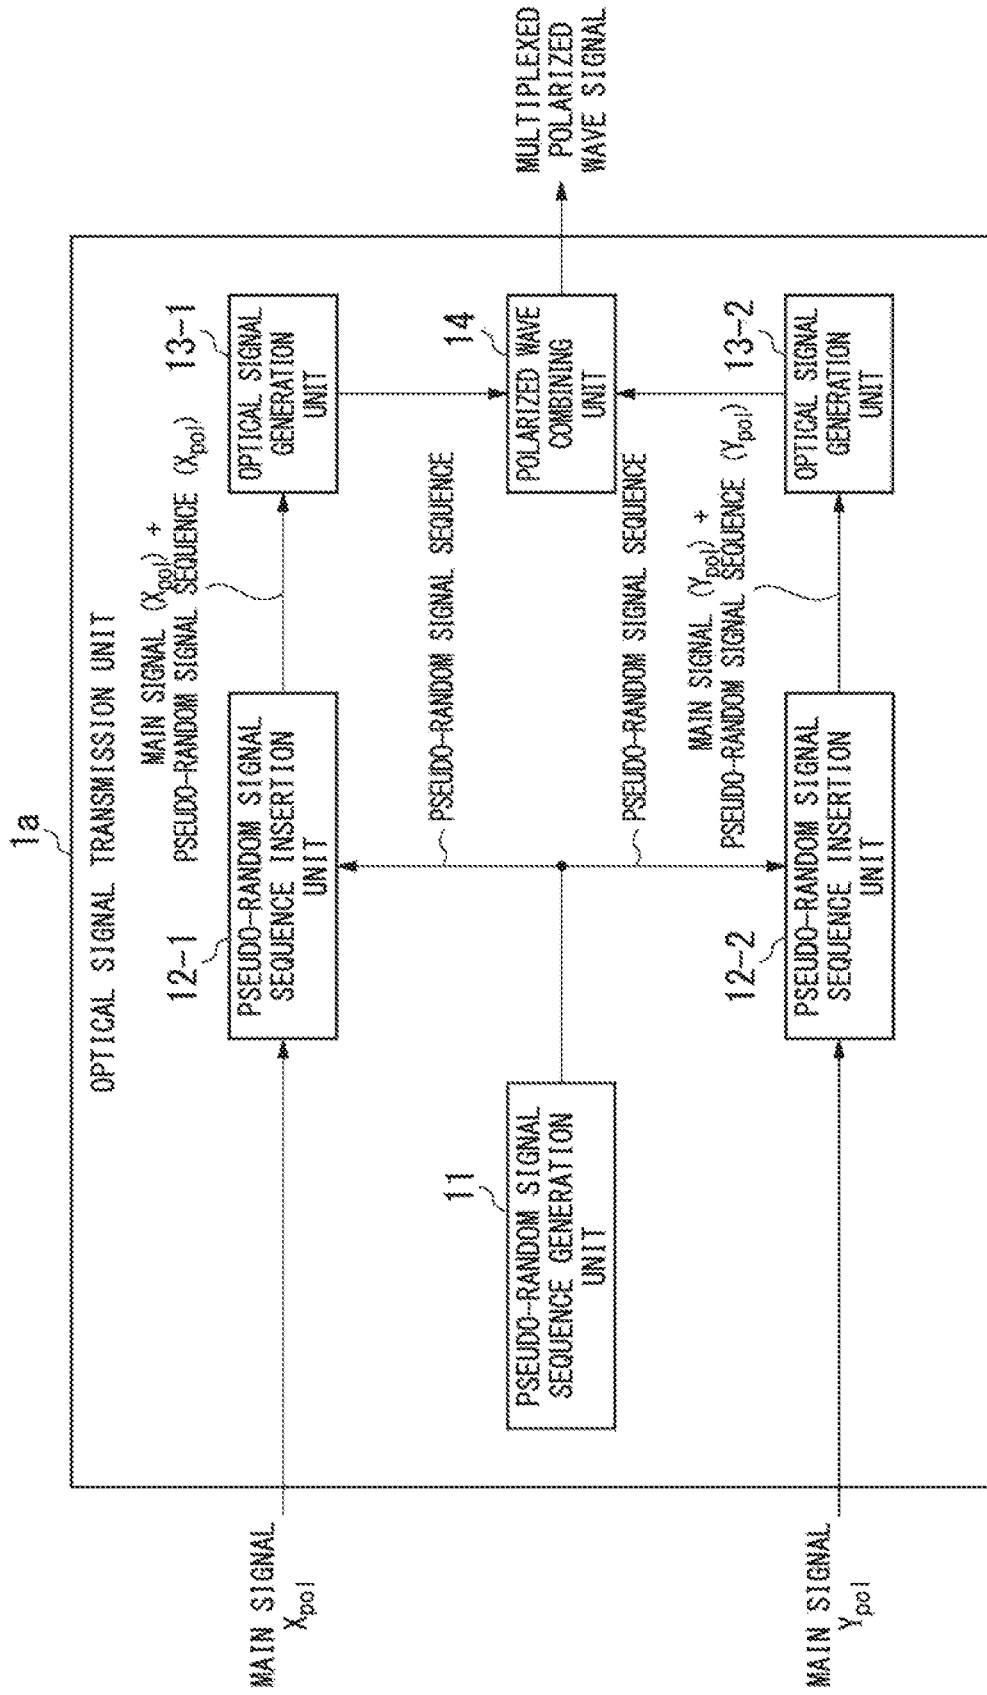 1a
OPTICAL SIGNAL TRANSMISSION UNIT
MAIN SIGNAL
Xpol
12-1
PSEUDO-RANDOM SIGNAL
SEQUENCE INSERTION
UNIT
MAIN SIGNAL (Xpol) +
PSEUDO-RANDOM SIGNAL SEQUENCE (Xpol)
13-1
OPTICAL SIGNAL
GENERATION
UNIT
11
PSEUDO-RANDOM SIGNAL
SEQUENCE GENERATION
UNIT
PSEUDO-RANDOM SIGNAL SEQUENCE
PSEUDO-RANDOM SIGNAL SEQUENCE
14
POLARIZED WAVE
COMBINING
UNIT
MULTIPLEXED
POLARIZED
WAVE SIGNAL
MAIN SIGNAL
Ypol
12-2
PSEUDO-RANDOM SIGNAL
SEQUENCE INSERTION
UNIT
MAIN SIGNAL (Ypol) +
PSEUDO-RANDOM SIGNAL SEQUENCE (Ypol)
13-2
OPTICAL SIGNAL
GENERATION
UNIT